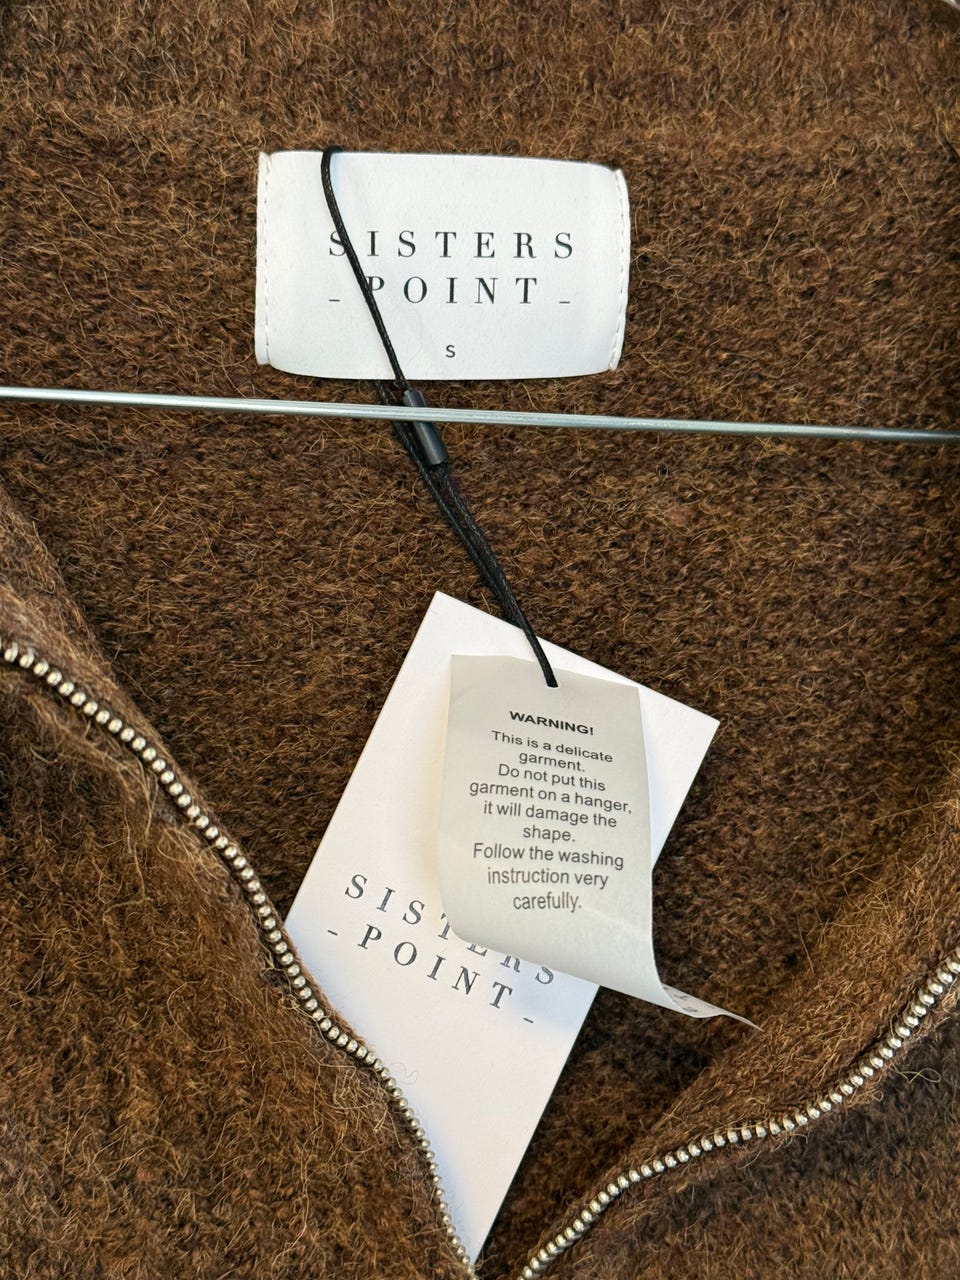 SISTERS
- POINT -
S
WARNING!
This is a delicate
garment.
Do not put this
garment on a hanger,
it will damage the
shape.
Follow the washing
instruction very
carefully.
SISTERS
- POINT -